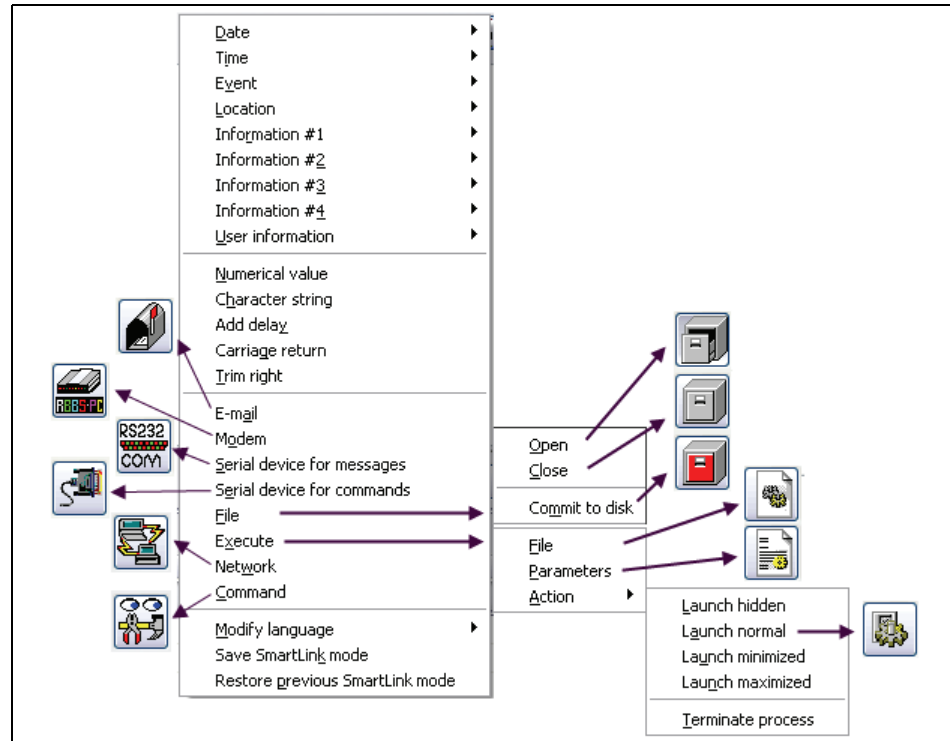 Date
Time
Event
Location
Information #1
Information #2
Information #3
Information #4
User information
Numerical value
Character string
Add delay
Carriage return
Trim right
E-mail
Modem
Serial device for messages
Serial device for commands
File
Execute
Network
Command
Modify language
Save SmartLink mode
Restore previous SmartLink mode
RBBS-PC
RS232
COM
Open
Close
Commit to disk
File
Parameters
Action
Launch hidden
Launch normal
Launch minimized
Launch maximized
Terminate process